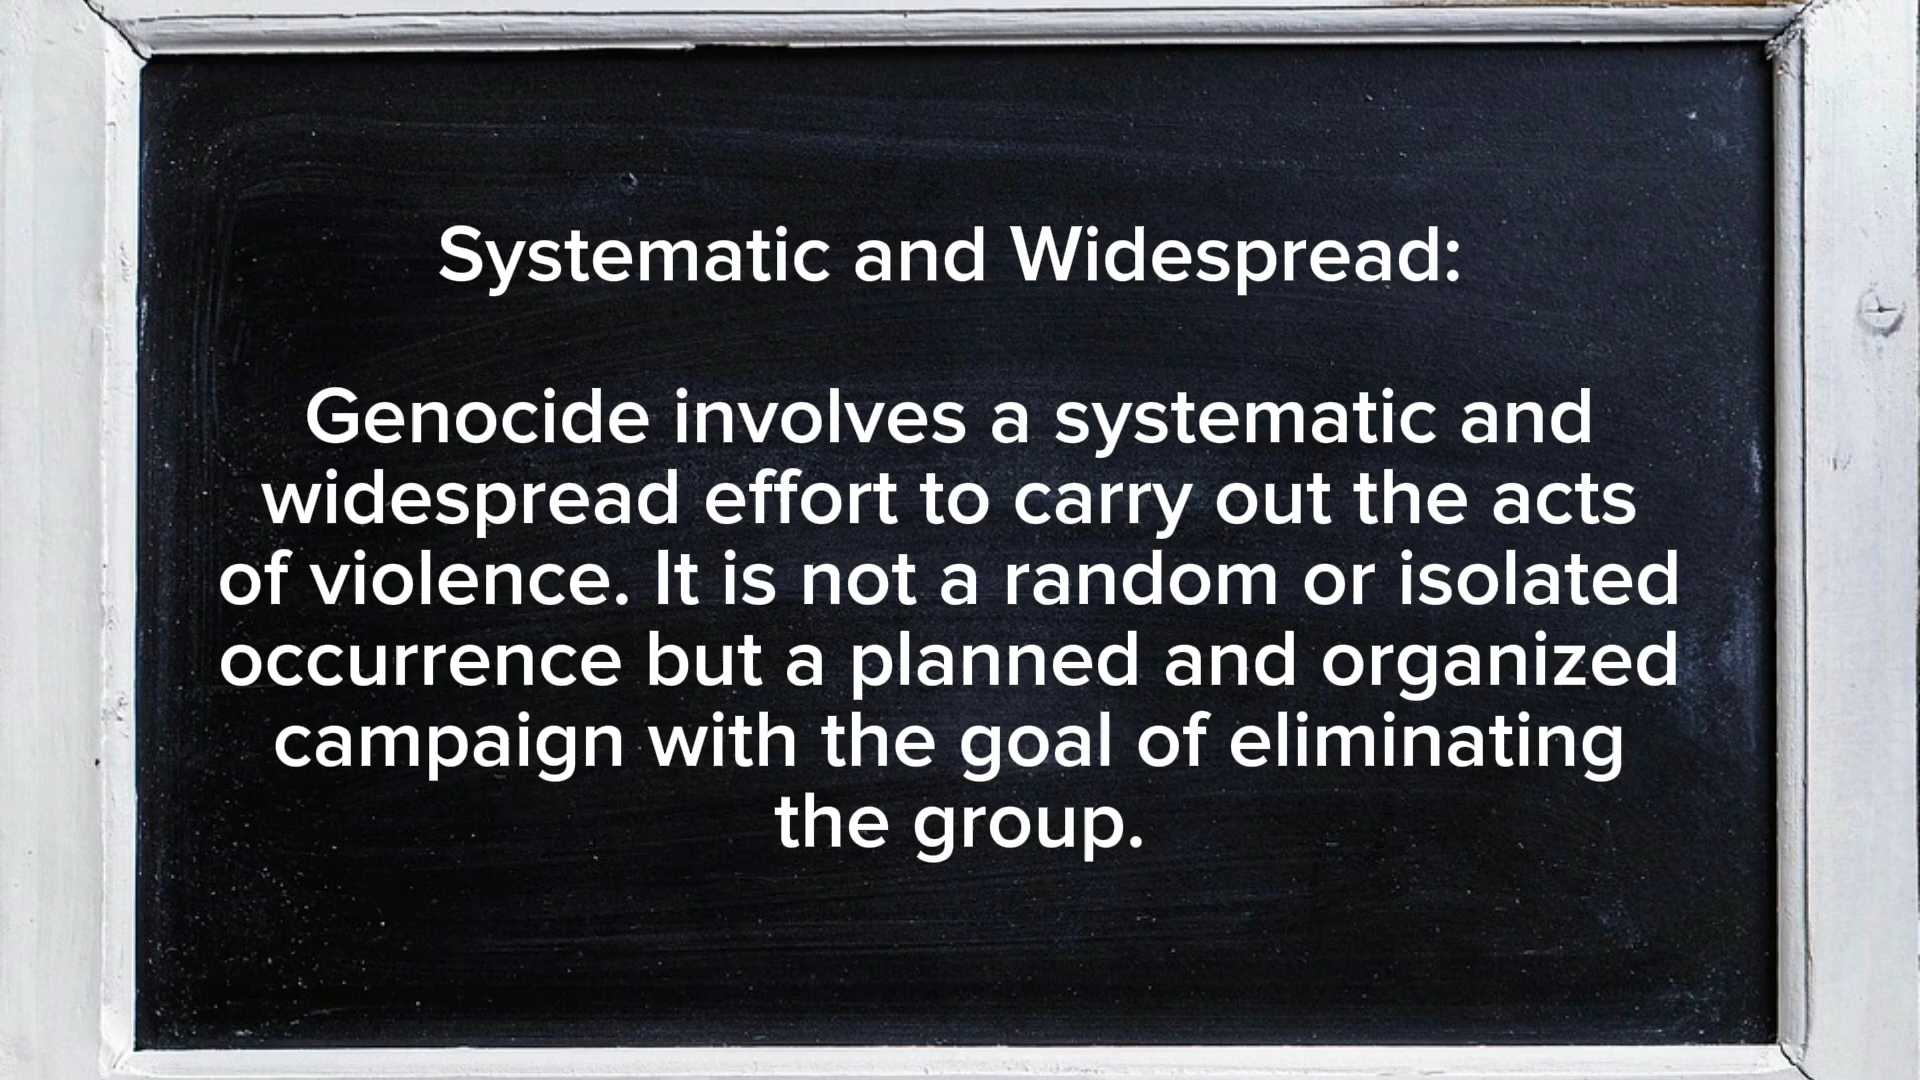 Systematic and Widespread:
Genocide involves a systematic and
widespread effort to carry out the acts
of violence. It is not a random or isolated
occurrence but a planned and organized
campaign with the goal of eliminating
the group.